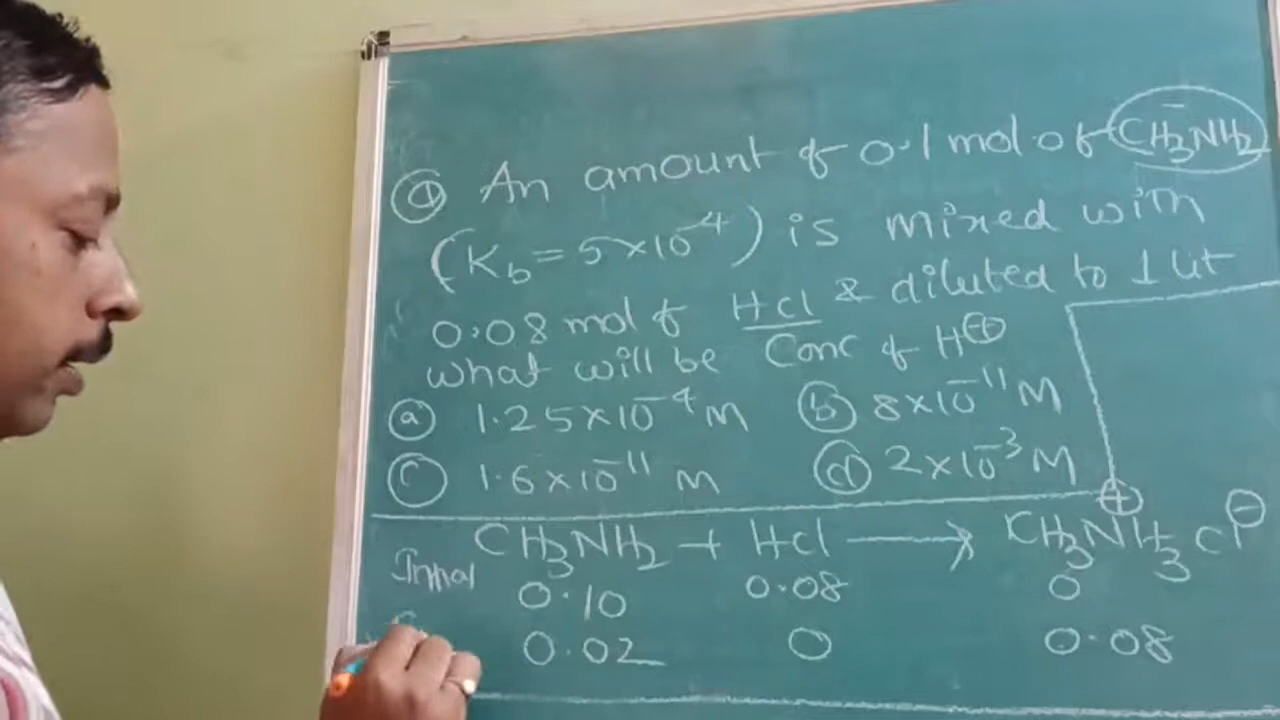 Q An amount of 0.1 mol of CH₃NH₂
(K_b = 5×10⁻⁴) is mixed with
0.08 mol of HCl & diluted to 1 lit
what will be Conc of H⊕
ⓐ 1.25×10⁻⁴ M ⓑ 8×10⁻¹¹ M
ⓒ 1.6×10⁻¹¹ M ⓓ 2×10⁻³ M
CH₃NH₂ + HCl ⟶ CH₃NH₃⊕ Cl⊖
Initial 0.10 0.08 0
0.02 0 0.08